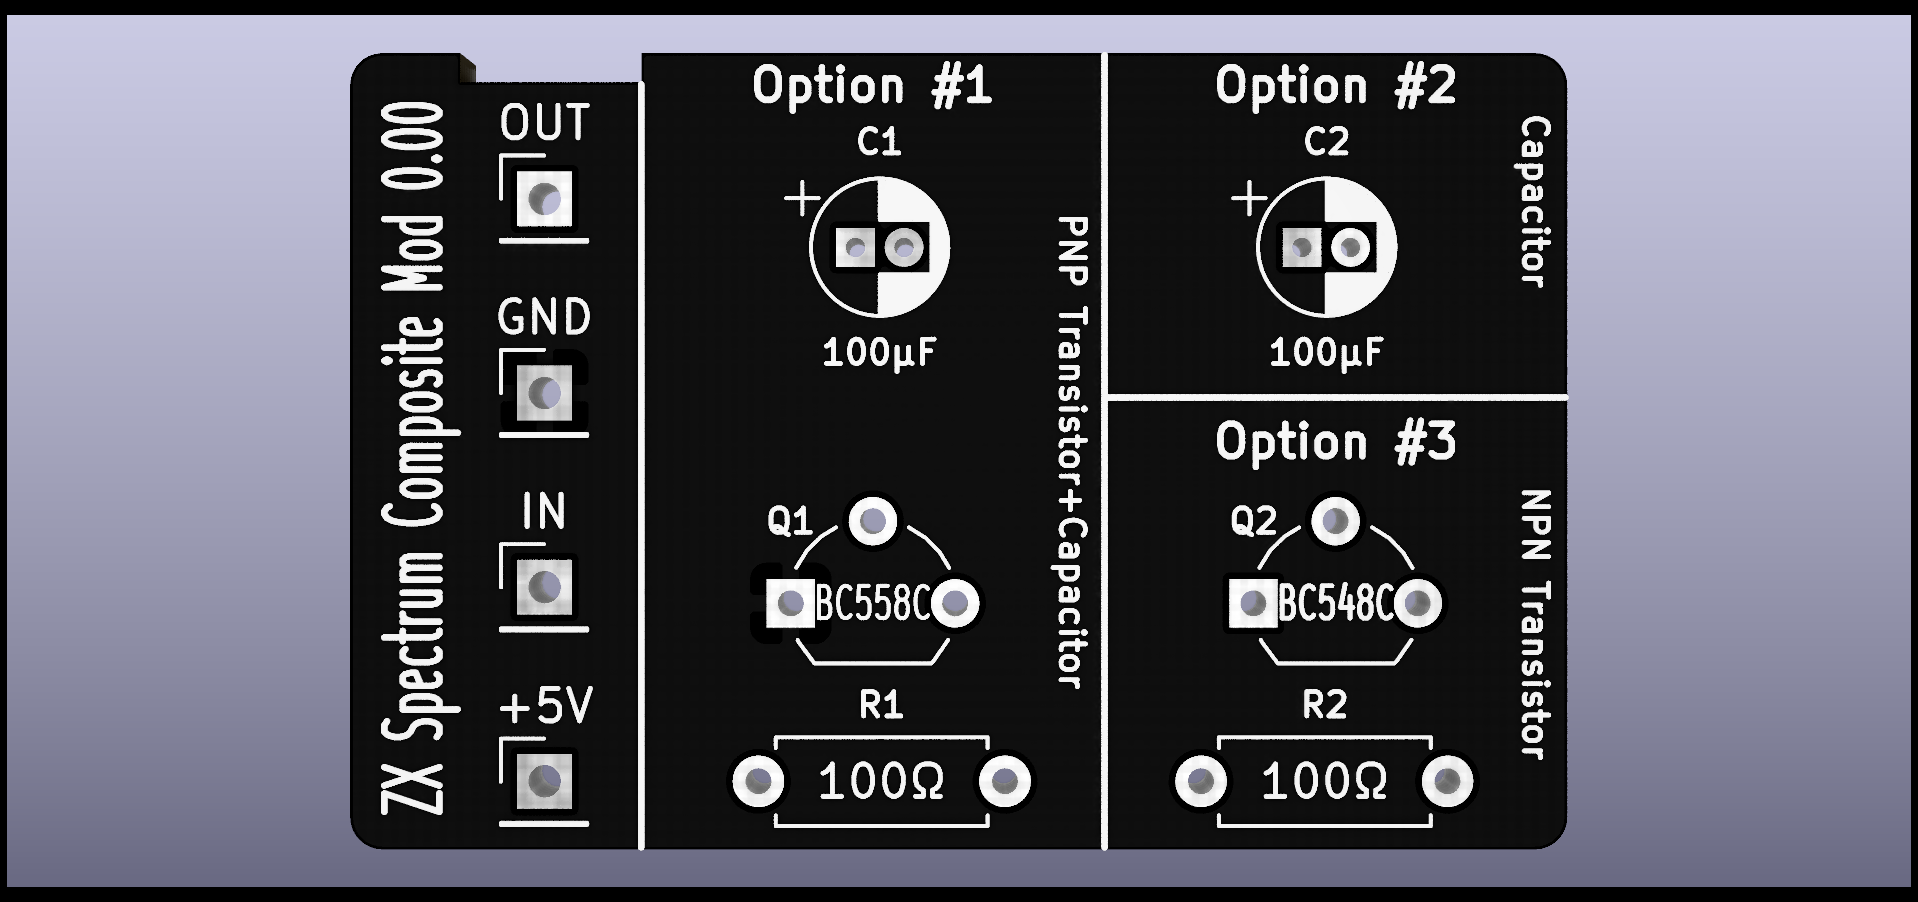 ZX Spectrum Composite Mod 0.00
OUT
GND
IN
+5V
Option #1
C1
+
100µF
PNP Transistor+Capacitor
Q1
BC558C
R1
100Ω
Option #2
C2
+
100µF
Capacitor
Option #3
Q2
BC548C
NPN Transistor
R2
100Ω